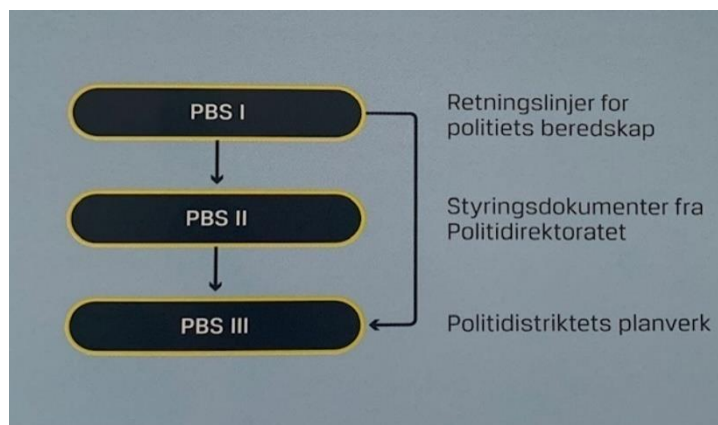 PBS I
Retningslinjer for
politiets beredskap
PBS II
Styringsdokumenter fra
Politidirektoratet
PBS III
Politidistriktets planverk